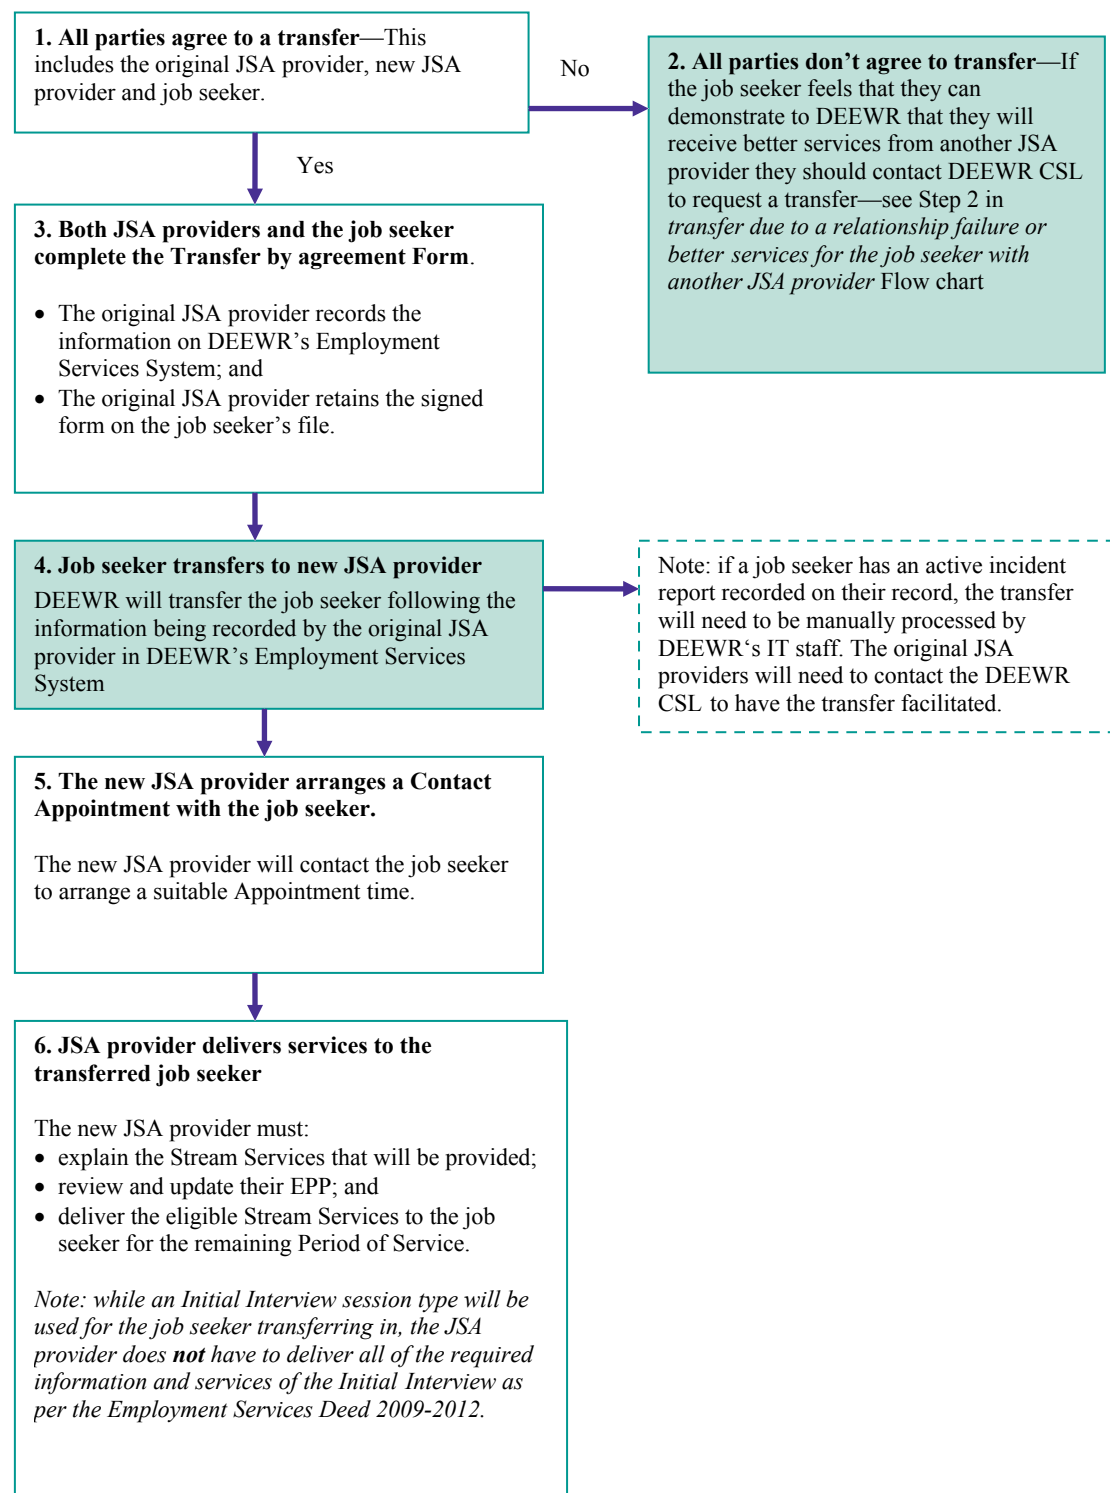 1. All parties agree to a transfer—This
includes the original JSA provider, new JSA
provider and job seeker.
No
2. All parties don't agree to transfer—If
the job seeker feels that they can
demonstrate to DEEWR that they will
receive better services from another JSA
provider they should contact DEEWR CSL
to request a transfer—see Step 2 in
transfer due to a relationship failure or
better services for the job seeker with
another JSA provider Flow chart
Yes
3. Both JSA providers and the job seeker
complete the Transfer by agreement Form.
• The original JSA provider records the
information on DEEWR's Employment
Services System; and
• The original JSA provider retains the signed
form on the job seeker's file.
4. Job seeker transfers to new JSA provider
DEEWR will transfer the job seeker following the
information being recorded by the original JSA
provider in DEEWR's Employment Services
System
Note: if a job seeker has an active incident
report recorded on their record, the transfer
will need to be manually processed by
DEEWR‘s IT staff. The original JSA
providers will need to contact the DEEWR
CSL to have the transfer facilitated.
5. The new JSA provider arranges a Contact
Appointment with the job seeker.
The new JSA provider will contact the job seeker
to arrange a suitable Appointment time.
6. JSA provider delivers services to the
transferred job seeker
The new JSA provider must:
• explain the Stream Services that will be provided;
• review and update their EPP; and
• deliver the eligible Stream Services to the job
seeker for the remaining Period of Service.
Note: while an Initial Interview session type will be
used for the job seeker transferring in, the JSA
provider does not have to deliver all of the required
information and services of the Initial Interview as
per the Employment Services Deed 2009-2012.